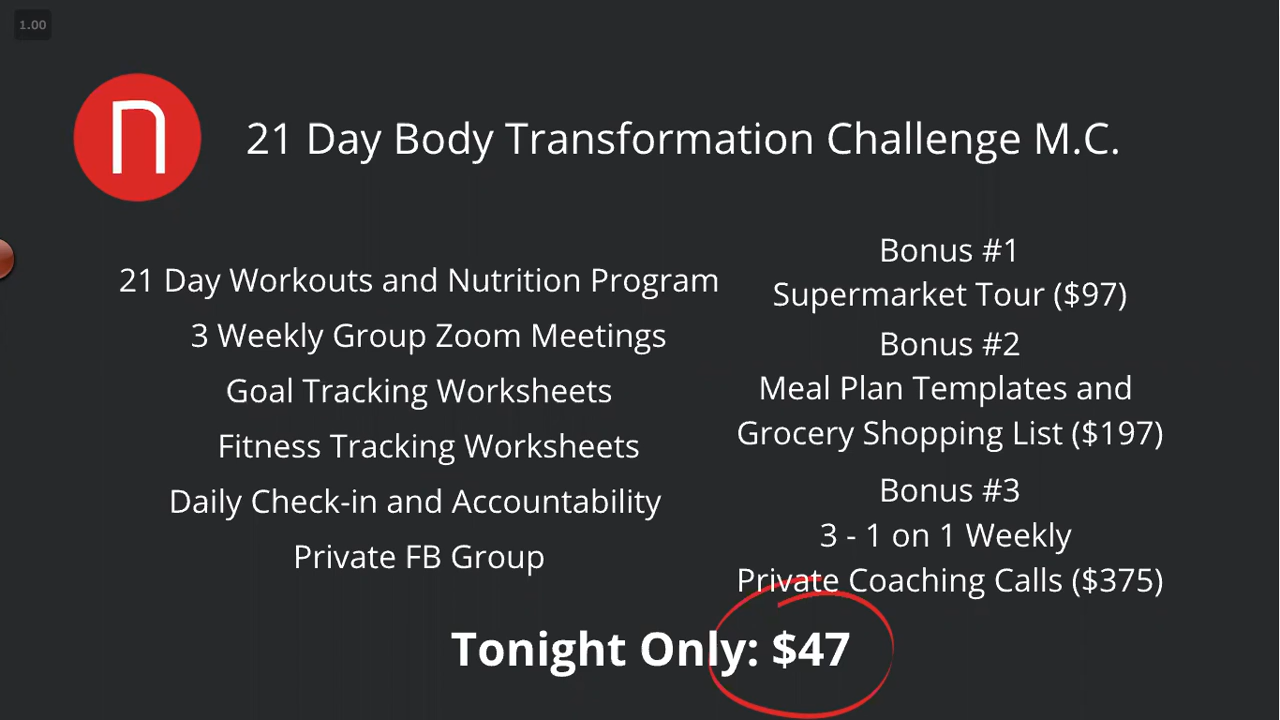 1.00
n
21 Day Body Transformation Challenge M.C.
21 Day Workouts and Nutrition Program
3 Weekly Group Zoom Meetings
Goal Tracking Worksheets
Fitness Tracking Worksheets
Daily Check-in and Accountability
Private FB Group
Bonus #1
Supermarket Tour ($97)
Bonus #2
Meal Plan Templates and
Grocery Shopping List ($197)
Bonus #3
3 - 1 on 1 Weekly
Private Coaching Calls ($375)
Tonight Only: $47